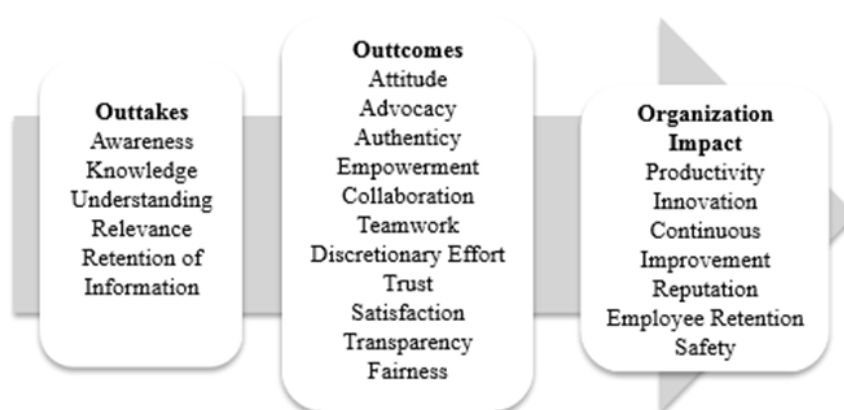 Outtakes
Awareness
Knowledge
Understanding
Relevance
Retention of
Information
Outtcomes
Attitude
Advocacy
Authenticy
Empowerment
Collaboration
Teamwork
Discretionary Effort
Trust
Satisfaction
Transparency
Fairness
Organization
Impact
Productivity
Innovation
Continuous
Improvement
Reputation
Employee Retention
Safety